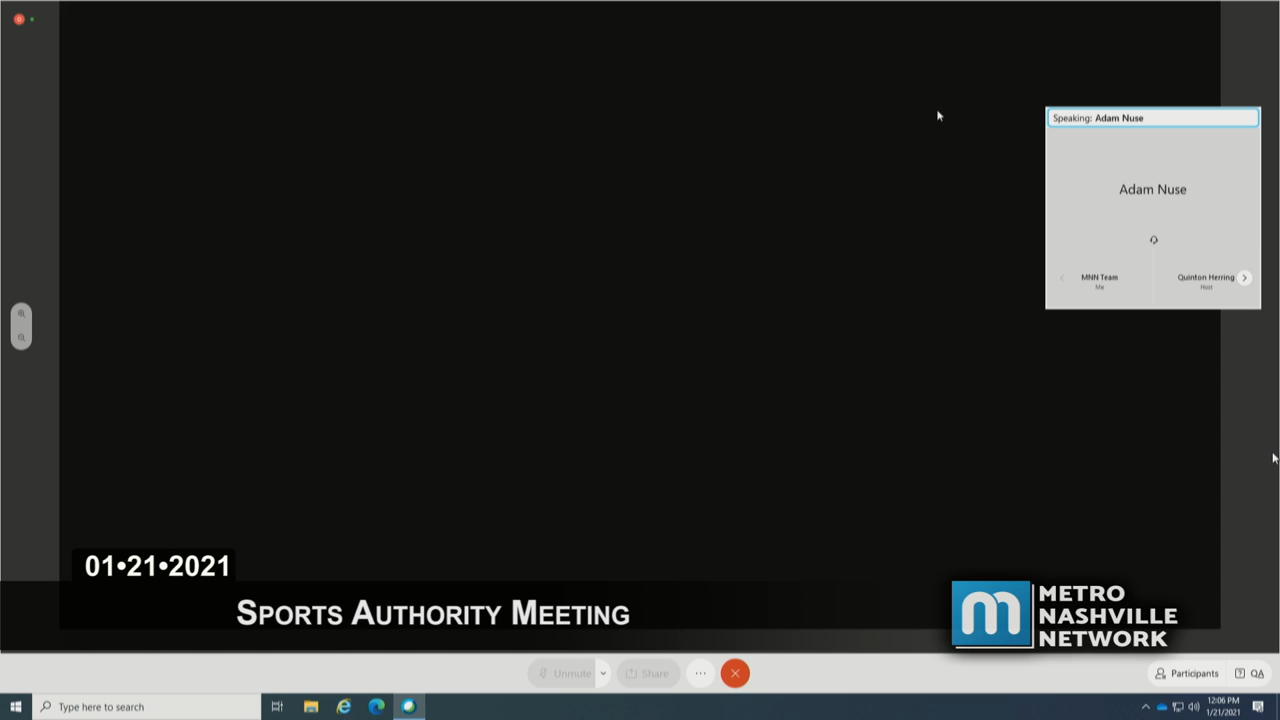 Speaking: Adam Nuse
Adam Nuse
MNN Team
Me
Quinton Herring
Host
01•21•2021
SPORTS AUTHORITY MEETING
m
METRO
NASHVILLE
NETWORK
Unmute
Share
Participants
QA
Type here to search
12:06 PM
1/21/2021